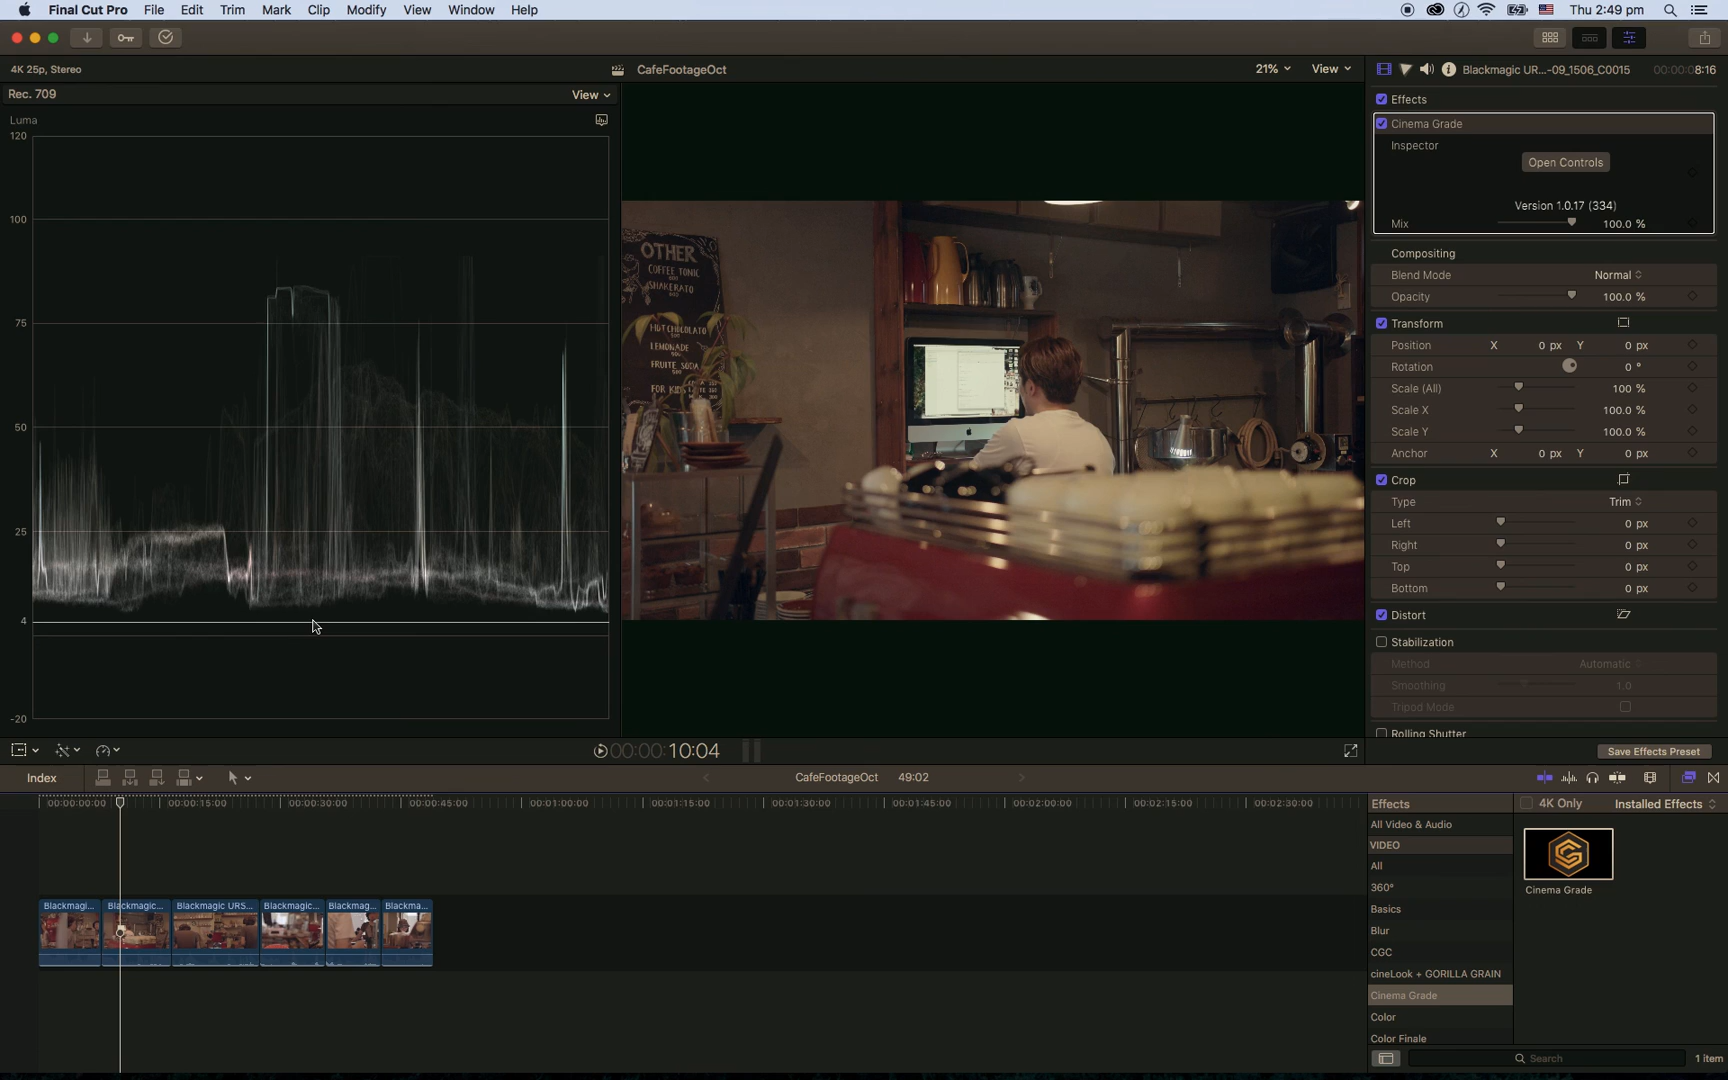 Final Cut Pro File Edit Trim Mark Clip Modify View Window Help Thu 2:49 pm
4K 25p, Stereo CafeFootageOct 21% View Blackmagic UR...-09_1506_C0015 00:00:08:16
Rec. 709 View
Effects
Luma
Cinema Grade
120
Inspector
Open Controls
Version 1.0.17 (334)
Mix 100.0 %
100
Compositing
Blend Mode Normal
Opacity 100.0 %
75
Transform
Position X 0 px Y 0 px
Rotation 0 °
Scale (All) 100 %
Scale X 100.0 %
50
Scale Y 100.0 %
Anchor X 0 px Y 0 px
Crop
Type Trim
25
Left 0 px
Right 0 px
Top 0 px
Bottom 0 px
4
Distort
Stabilization
Method Automatic
Smoothing 1.0
Tripod Mode
-20
Rolling Shutter
OTHER
COFFEE TONIC
SHAKERATO
HOT CHOCOLATO
LEMONADE
FRUITE SODA
FOR KIDS
00:00:10:04
Save Effects Preset
Index CafeFootageOct 49:02
00:00:00:00 00:00:15:00 00:00:30:00 00:00:45:00 00:01:00:00 00:01:15:00 00:01:30:00 00:01:45:00 00:02:00:00 00:02:15:00 00:02:30:00
Blackmagi... Blackmagic... Blackmagic URS... Blackmagic... Blackmag... Blackma...
Effects 4K Only Installed Effects
All Video & Audio
VIDEO
All
360°
Basics
Blur
CGC
cineLook + GORILLA GRAIN
Cinema Grade
Color
Color Finale
Cinema Grade
Search 1 item